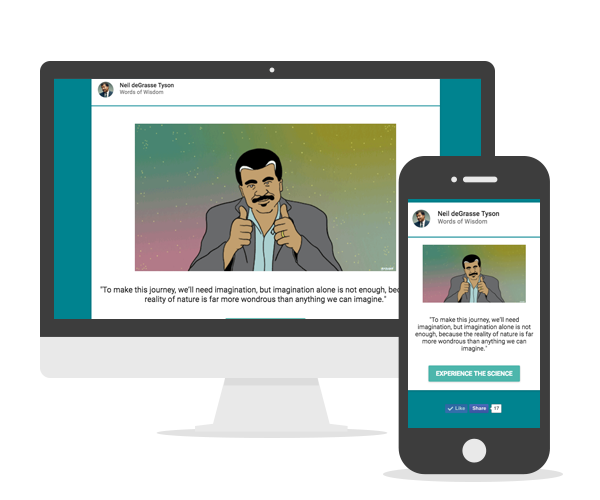 Neil deGrasse Tyson
Words of Wisdom
"To make this journey, we'll need imagination, but imagination alone is not enough,
reality of nature is far more wondrous than anything we can imagine."
Neil deGrasse Tyson
Words of Wisdom
"To make this journey, we'll need
imagination, but imagination alone is not
enough, because the reality of nature is far
more wondrous than anything we can
imagine."
EXPERIENCE THE SCIENCE
Like Share 17